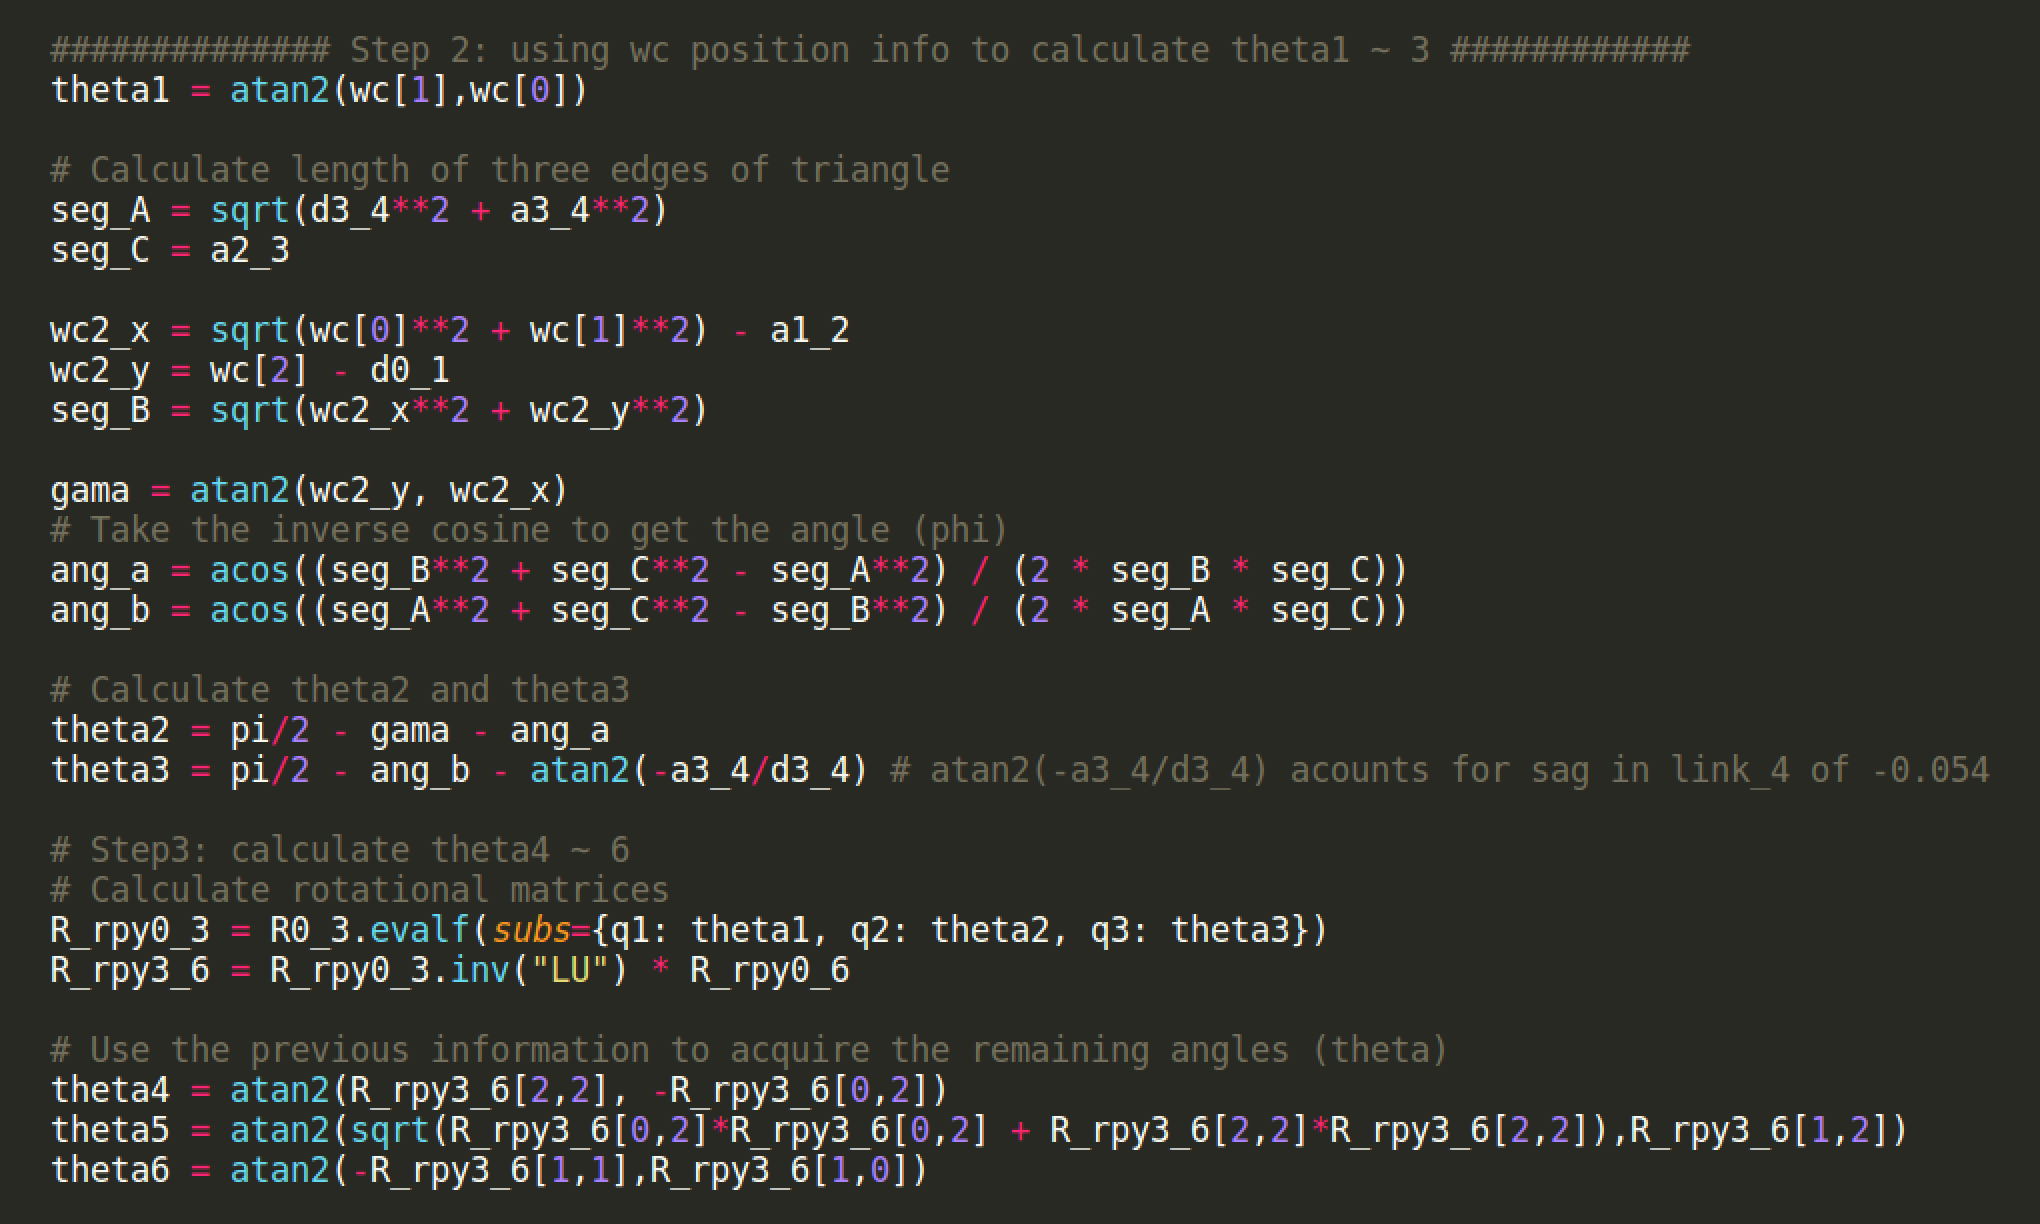 ############## Step 2: using wc position info to calculate theta1 ~ 3 ############
theta1 = atan2(wc[1],wc[0])
# Calculate length of three edges of triangle
seg_A = sqrt(d3_4**2 + a3_4**2)
seg_C = a2_3
wc2_x = sqrt(wc[0]**2 + wc[1]**2) - a1_2
wc2_y = wc[2] - d0_1
seg_B = sqrt(wc2_x**2 + wc2_y**2)
gama = atan2(wc2_y, wc2_x)
# Take the inverse cosine to get the angle (phi)
ang_a = acos((seg_B**2 + seg_C**2 - seg_A**2) / (2 * seg_B * seg_C))
ang_b = acos((seg_A**2 + seg_C**2 - seg_B**2) / (2 * seg_A * seg_C))
# Calculate theta2 and theta3
theta2 = pi/2 - gama - ang_a
theta3 = pi/2 - ang_b - atan2(-a3_4/d3_4) # atan2(-a3_4/d3_4) acounts for sag in link_4 of -0.054
# Step3: calculate theta4 ~ 6
# Calculate rotational matrices
R_rpy0_3 = R0_3.evalf(subs={q1: theta1, q2: theta2, q3: theta3})
R_rpy3_6 = R_rpy0_3.inv("LU") * R_rpy0_6
# Use the previous information to acquire the remaining angles (theta)
theta4 = atan2(R_rpy3_6[2,2], -R_rpy3_6[0,2])
theta5 = atan2(sqrt(R_rpy3_6[0,2]*R_rpy3_6[0,2] + R_rpy3_6[2,2]*R_rpy3_6[2,2]),R_rpy3_6[1,2])
theta6 = atan2(-R_rpy3_6[1,1],R_rpy3_6[1,0])